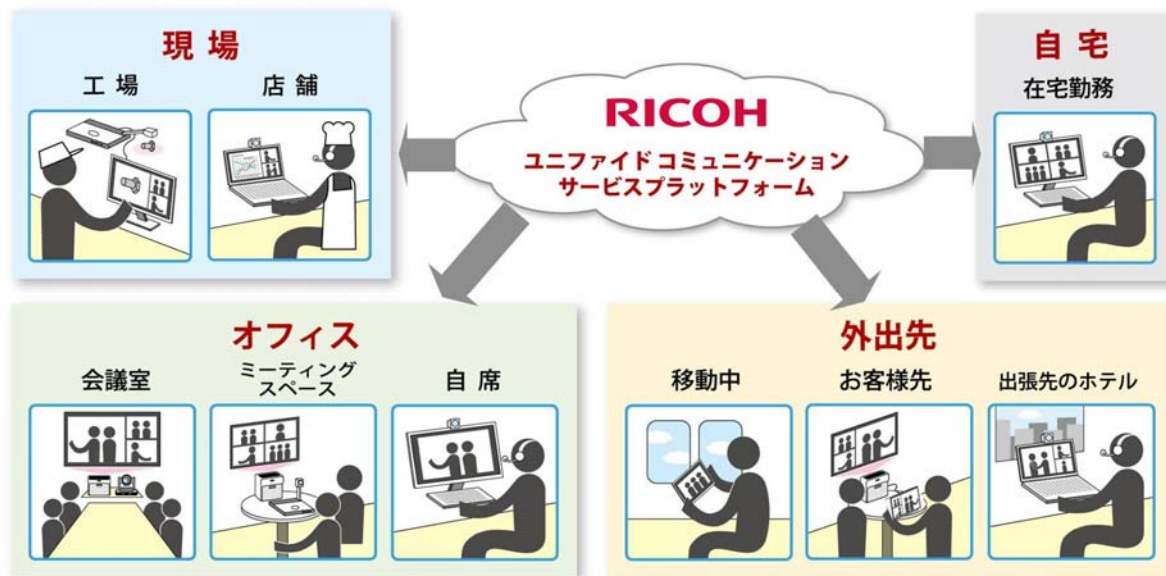 現場
工場
店舗
RICOH
ユニファイド コミュニケーション
サービスプラットフォーム
自宅
在宅勤務
オフィス
会議室
ミーティング
スペース
自席
外出先
移動中
お客様先
出張先のホテル